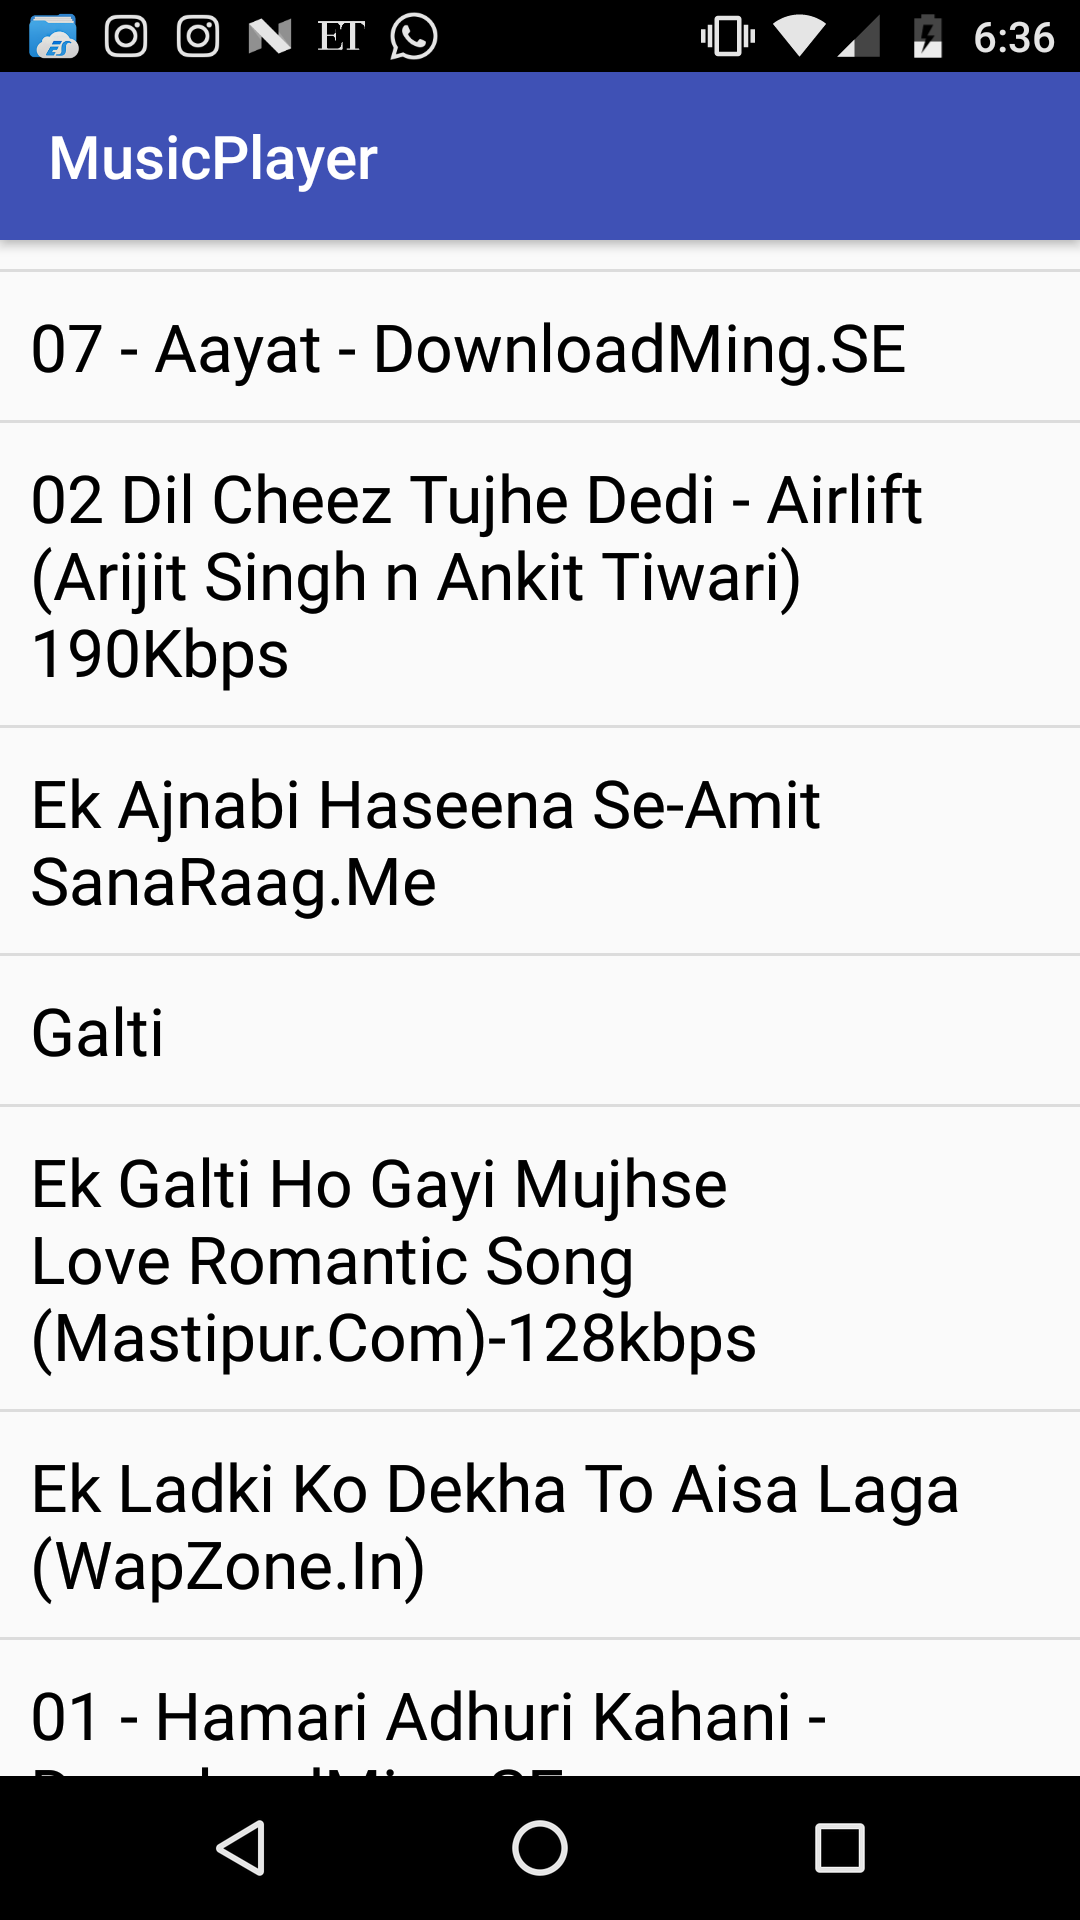 ES ET 6:36
MusicPlayer
07 - Aayat - DownloadMing.SE
02 Dil Cheez Tujhe Dedi - Airlift
(Arijit Singh n Ankit Tiwari)
190Kbps
Ek Ajnabi Haseena Se-Amit
SanaRaag.Me
Galti
Ek Galti Ho Gayi Mujhse
Love Romantic Song
(Mastipur.Com)-128kbps
Ek Ladki Ko Dekha To Aisa Laga
(WapZone.In)
01 - Hamari Adhuri Kahani -